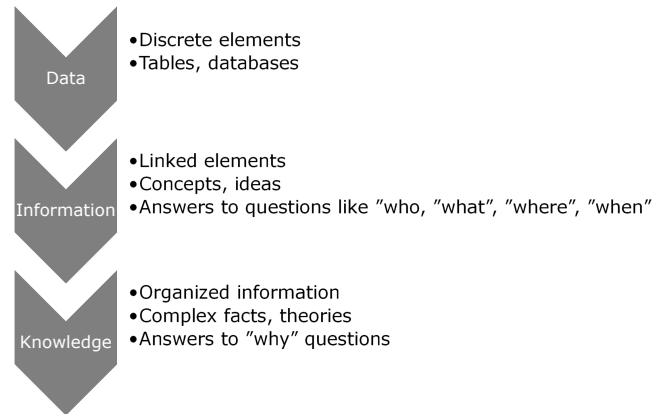 Data
•Discrete elements
•Tables, databases
Information
•Linked elements
•Concepts, ideas
•Answers to questions like ”who, ”what”, ”where”, ”when”
Knowledge
•Organized information
•Complex facts, theories
•Answers to ”why” questions